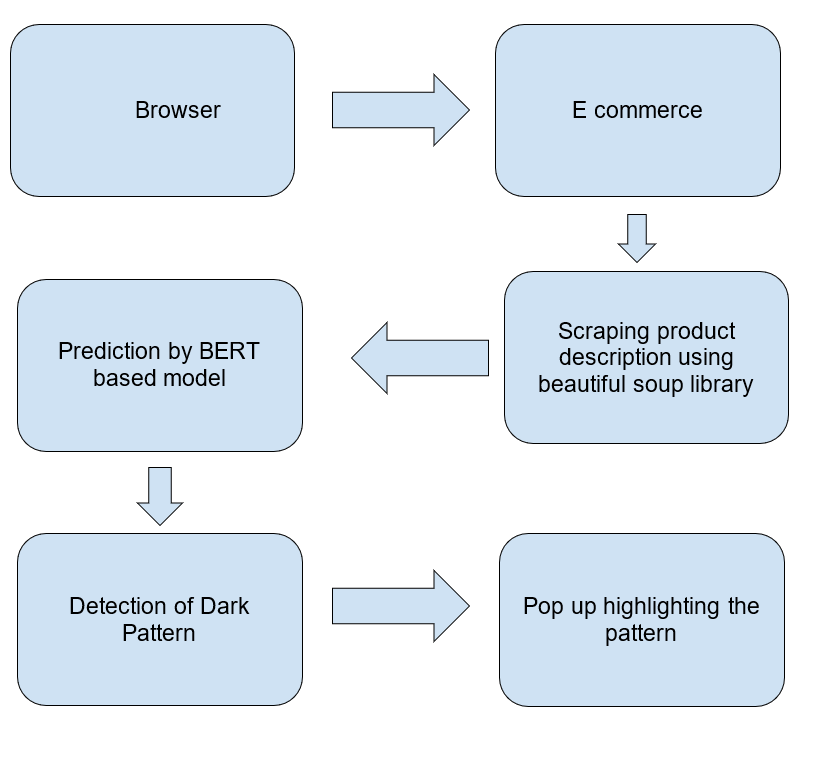 Browser
E commerce
Scraping product
description using
beautiful soup library
Prediction by BERT
based model
Detection of Dark
Pattern
Pop up highlighting the
pattern